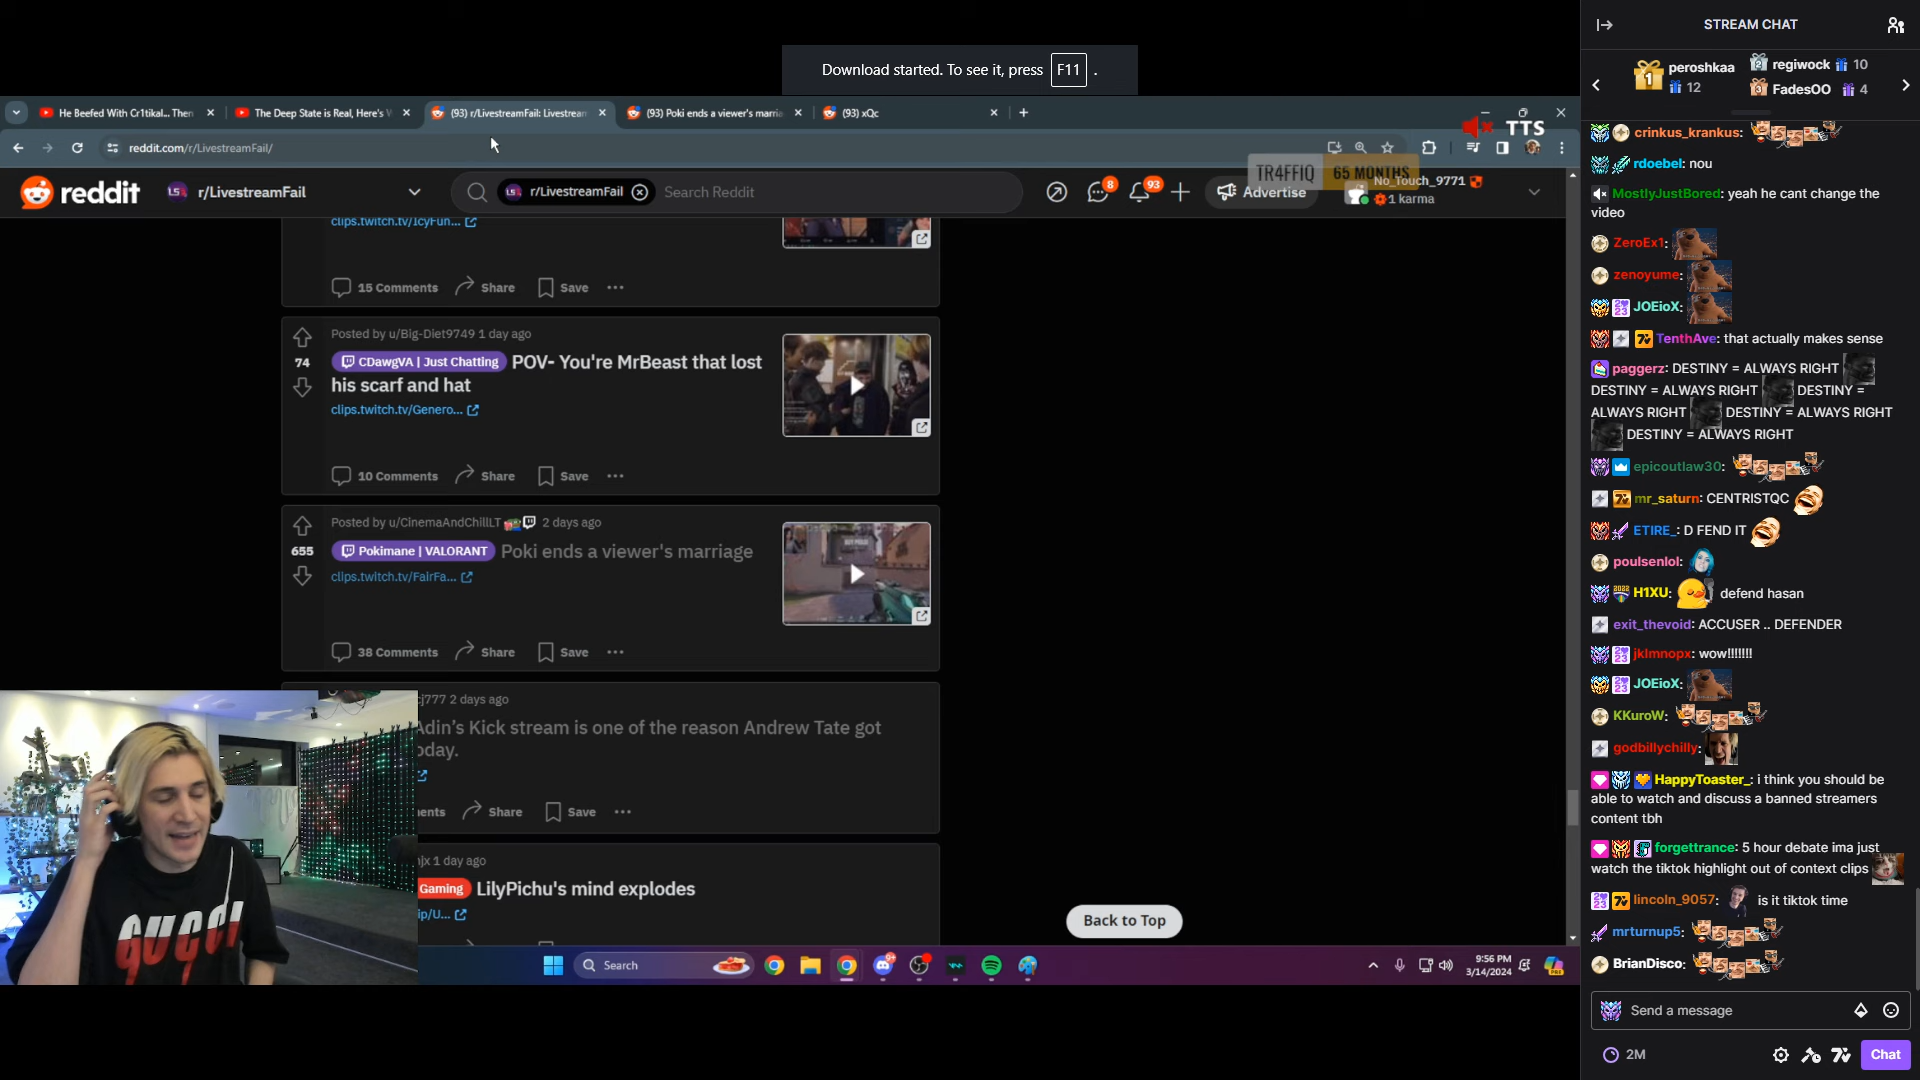 Download started. To see it, press F11 .
He Beefed With Cr1tikal... Then
The Deep State is Real, Here's V
(93) r/LivestreamFail: Livestream
(93) Poki ends a viewer's marria
(93) xQc
TTS
reddit.com/r/LivestreamFail/
TR4FFIQ 65 MONTHS
reddit
r/LivestreamFail
r/LivestreamFail
Search Reddit
8
93
Advertise
No_Touch_9771
1 karma
clips.twitch.tv/IcyFun...
15 Comments Share Save
Posted by u/Big-Diet9749 1 day ago
74
CDawgVA | Just Chatting POV- You're MrBeast that lost
his scarf and hat
clips.twitch.tv/Genero...
10 Comments Share Save
Posted by u/CinemaAndChillLT 2 days ago
655
Pokimane | VALORANT Poki ends a viewer's marriage
clips.twitch.tv/FairFa...
38 Comments Share Save
cj777 2 days ago
Adin's Kick stream is one of the reason Andrew Tate got
oday.
ents Share Save
jx 1 day ago
Gaming LilyPichu's mind explodes
ip/U...
Back to Top
GUCCI
Search
9:56 PM
3/14/2024
STREAM CHAT
1 peroshkaa
12
2 regiwock 10
3 FadesOO 4
crinkus_krankus:
rdoebel: nou
MostlyJustBored: yeah he cant change the
video
ZeroEx1:
zenoyume:
JOEioX:
TenthAve: that actually makes sense
paggerz: DESTINY = ALWAYS RIGHT
DESTINY = ALWAYS RIGHT DESTINY =
ALWAYS RIGHT DESTINY = ALWAYS RIGHT
DESTINY = ALWAYS RIGHT
epicoutlaw30:
mr_saturn: CENTRISTQC
ETIRE_: D FEND IT
poulsenlol:
H1XU: defend hasan
exit_thevoid: ACCUSER .. DEFENDER
jklmnopx: wow!!!!!!!
JOEioX:
KKuroW:
godbillychilly:
HappyToaster_: i think you should be
able to watch and discuss a banned streamers
content tbh
forgettrance: 5 hour debate ima just
watch the tiktok highlight out of context clips
lincoln_9057: is it tiktok time
mrturnup5:
BrianDisco:
Send a message
2M
Chat